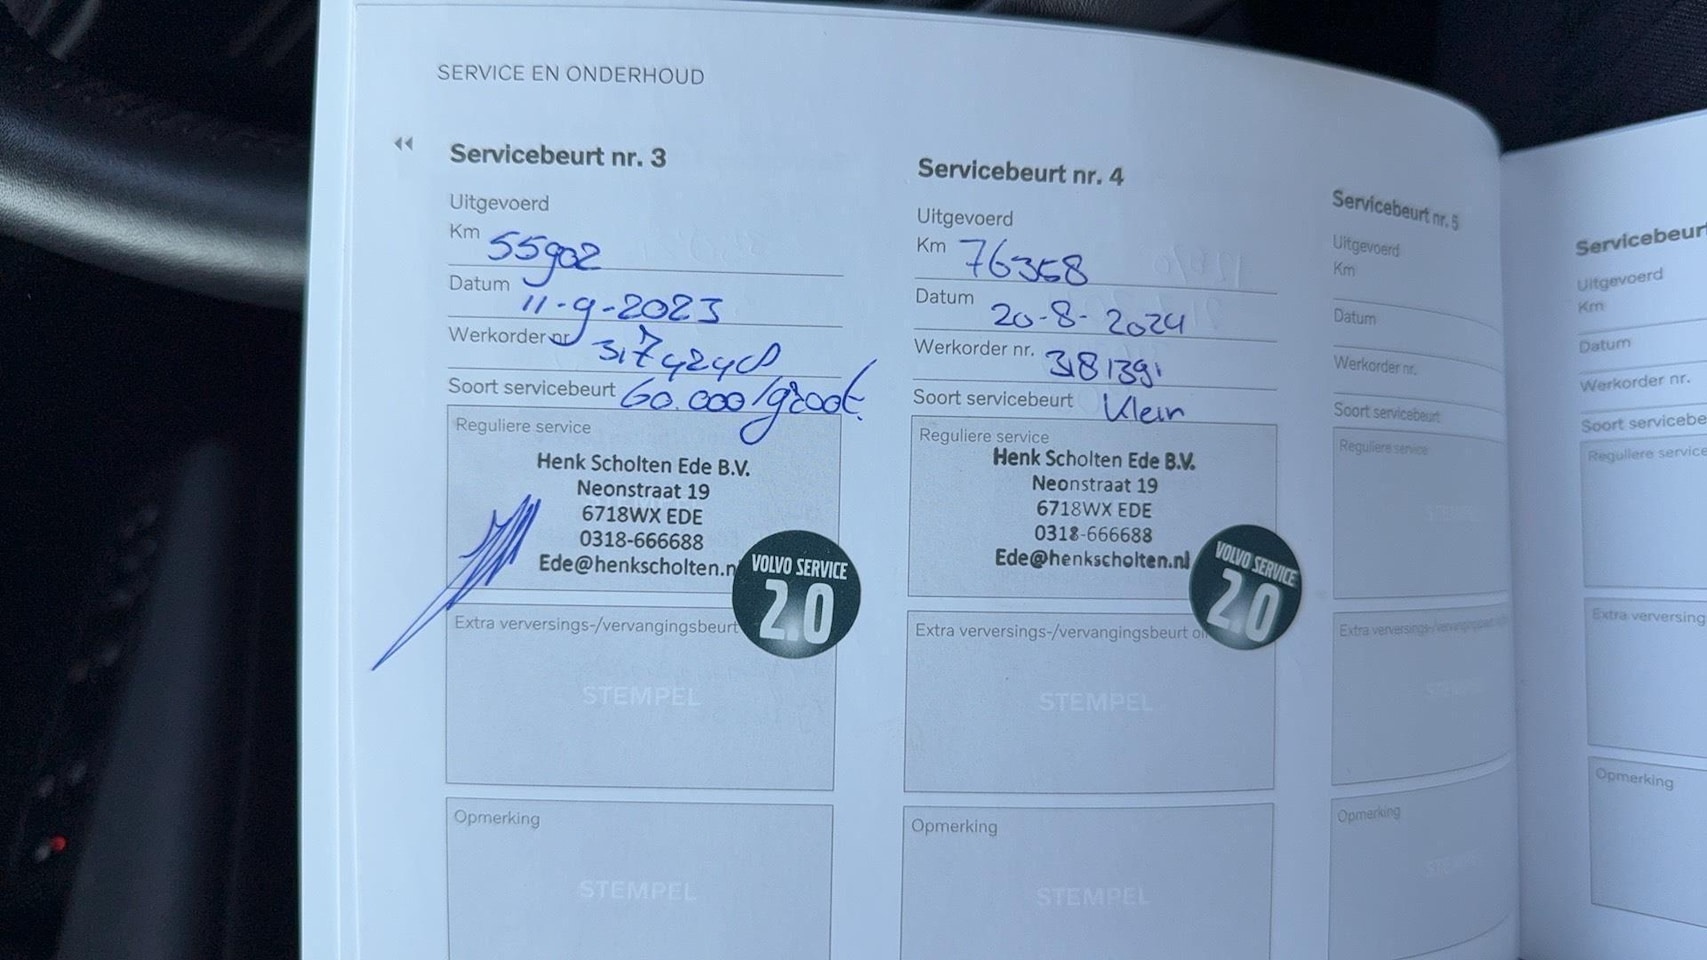 SERVICE EN ONDERHOUD
Servicebeurt nr. 3
Uitgevoerd
Km 55902
Datum 11-9-2023
Werkorder nr.
Soort servicebeurt 60.000/groot.
Reguliere service
Henk Scholten Ede B.V.
Neonstraat 19
6718WX EDE
0318-666688
Ede@henkscholten.n
VOLVO SERVICE
2.0
Extra verversings-/vervangingsbeurt
STEMPEL
Opmerking
STEMPEL
Servicebeurt nr. 4
Uitgevoerd
Km 76358
Datum 20-8-2024
Werkorder nr. 3181391
Soort servicebeurt Klein
Reguliere service
Henk Scholten Ede B.V.
Neonstraat 19
6718WX EDE
0318-666688
Ede@henkscholten.nl
VOLVO SERVICE
2.0
Extra verversings-/vervangingsbeurt
STEMPEL
Opmerking
STEMPEL
Servicebeurt nr. 5
Uitgevoerd
Km
Datum
Werkorder nr.
Soort servicebeurt
Reguliere service
Extra verversings-/vervangingsbeurt
STEMPEL
Opmerking
STEMPEL
Servicebeurt
Uitgevoerd
Km
Datum
Werkorder nr.
Soort servicebe
Reguliere service
Extra verversing
Opmerking